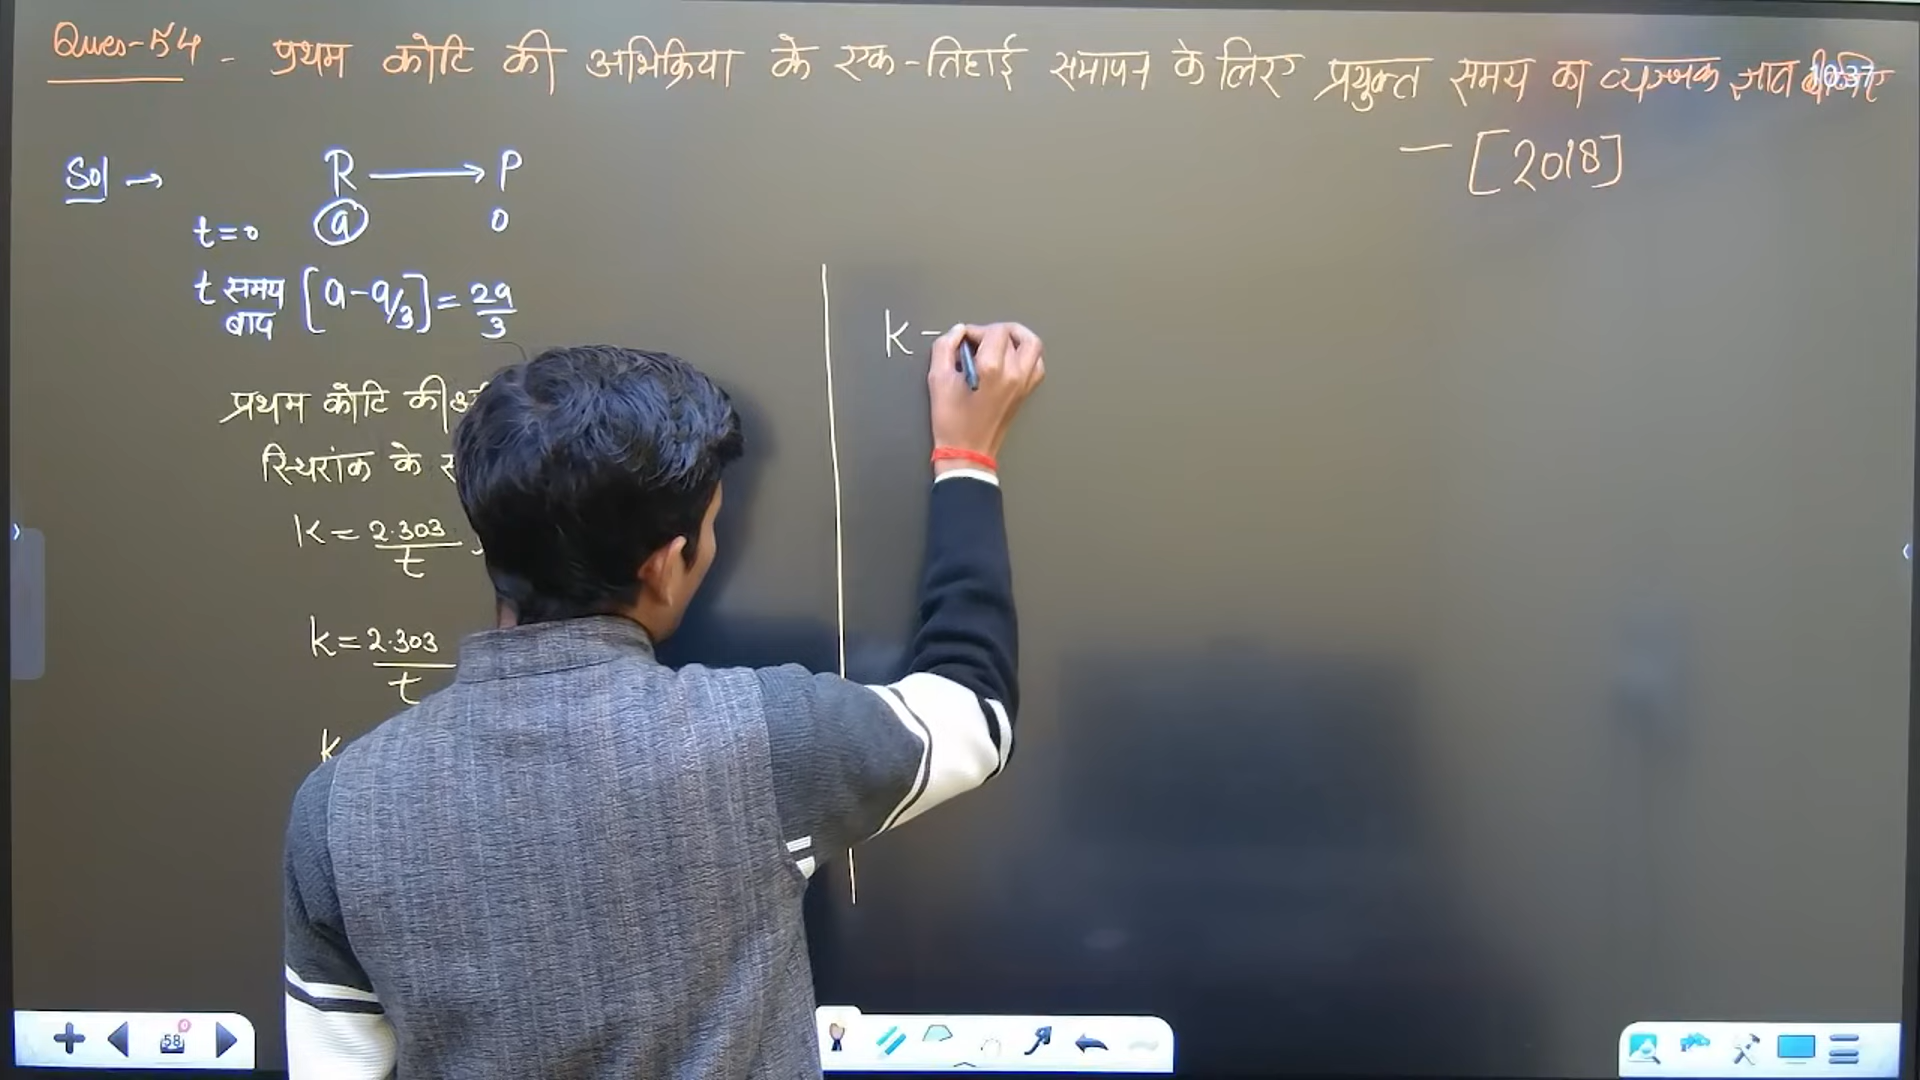 Ques-54 - प्रथम कोटि की अभिक्रिया के एक-तिहाई समापन के लिए प्रयुक्त समय का व्यञ्जक ज्ञात
- [2018]
Sol → R ⟶ P
t=0 a 0
t समय बाद [a-a/3] = 2a/3
प्रथम कोटि की
स्थिरांक के
K = 2.303/t
k = 2.303/t
k
k =
58